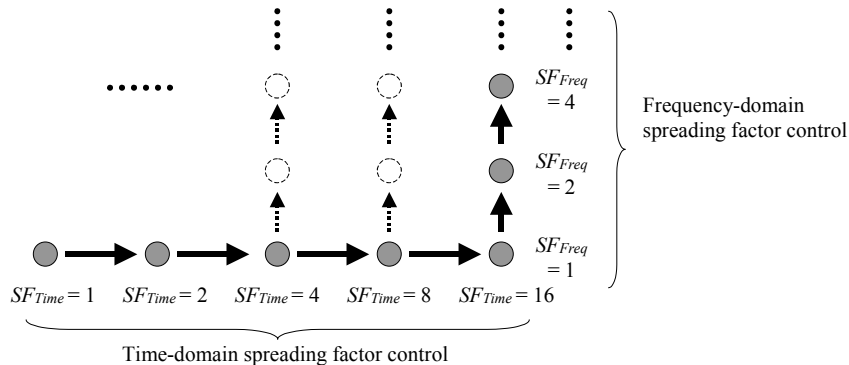 SF_Freq
= 4
Frequency-domain
spreading factor control
SF_Freq
= 2
SF_Freq
= 1
SF_Time = 1
SF_Time = 2
SF_Time = 4
SF_Time = 8
SF_Time = 16
Time-domain spreading factor control